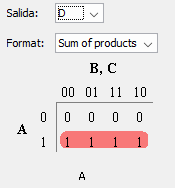 Salida: D
Format: Sum of products
B, C
00 01 11 10
0 0 0 0 0
A
1 1 1 1 1
A